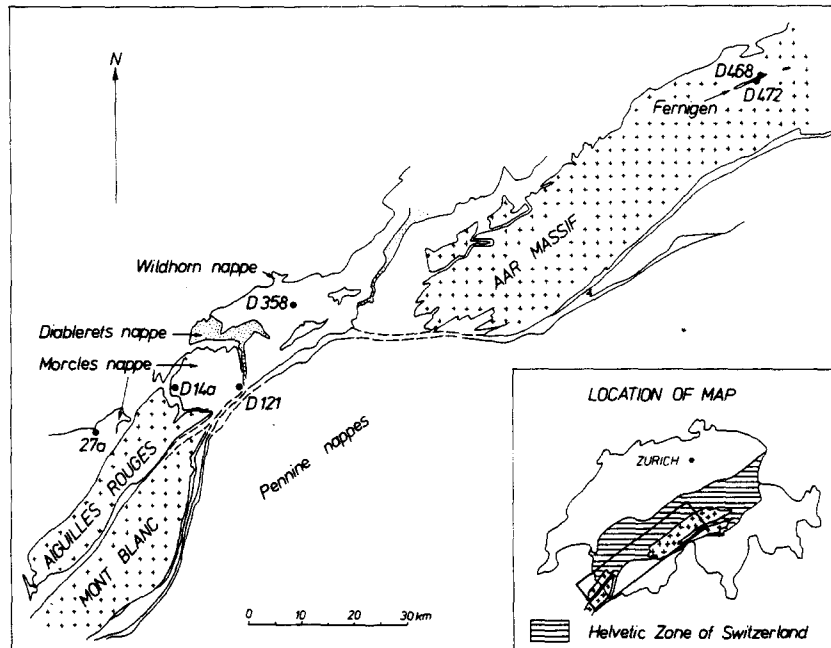 N
D468
Fernigen
D472
AAR MASSIF
Wildhorn nappe
D358
Diablerets nappe
Morcles nappe
D14a
D121
27a
Pennine nappes
AIGUILLES ROUGES
MONT BLANC
0 10 20 30 km
LOCATION OF MAP
ZURICH
Helvetic Zone of Switzerland